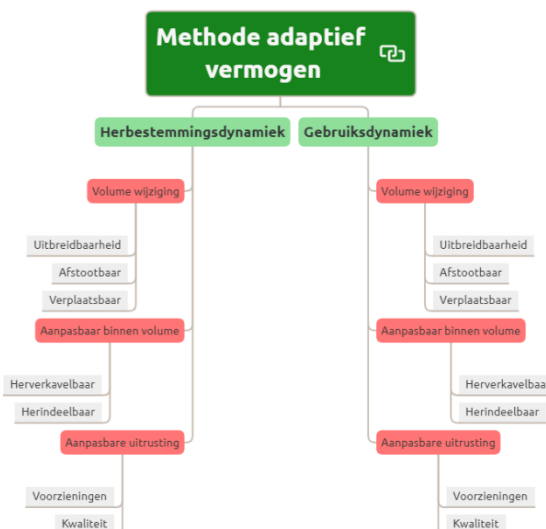 Methode adaptief
vermogen
Herbestemmingsdynamiek
Gebruiksdynamiek
Volume wijziging
Uitbreidbaarheid
Afstootbaar
Verplaatsbaar
Aanpasbaar binnen volume
Herverkavelbaar
Herindeelbaar
Aanpasbare uitrusting
Voorzieningen
Kwaliteit
Volume wijziging
Uitbreidbaarheid
Afstootbaar
Verplaatsbaar
Aanpasbaar binnen volume
Herverkavelbaa
Herindeelbaar
Aanpasbare uitrusting
Voorzieningen
Kwaliteit